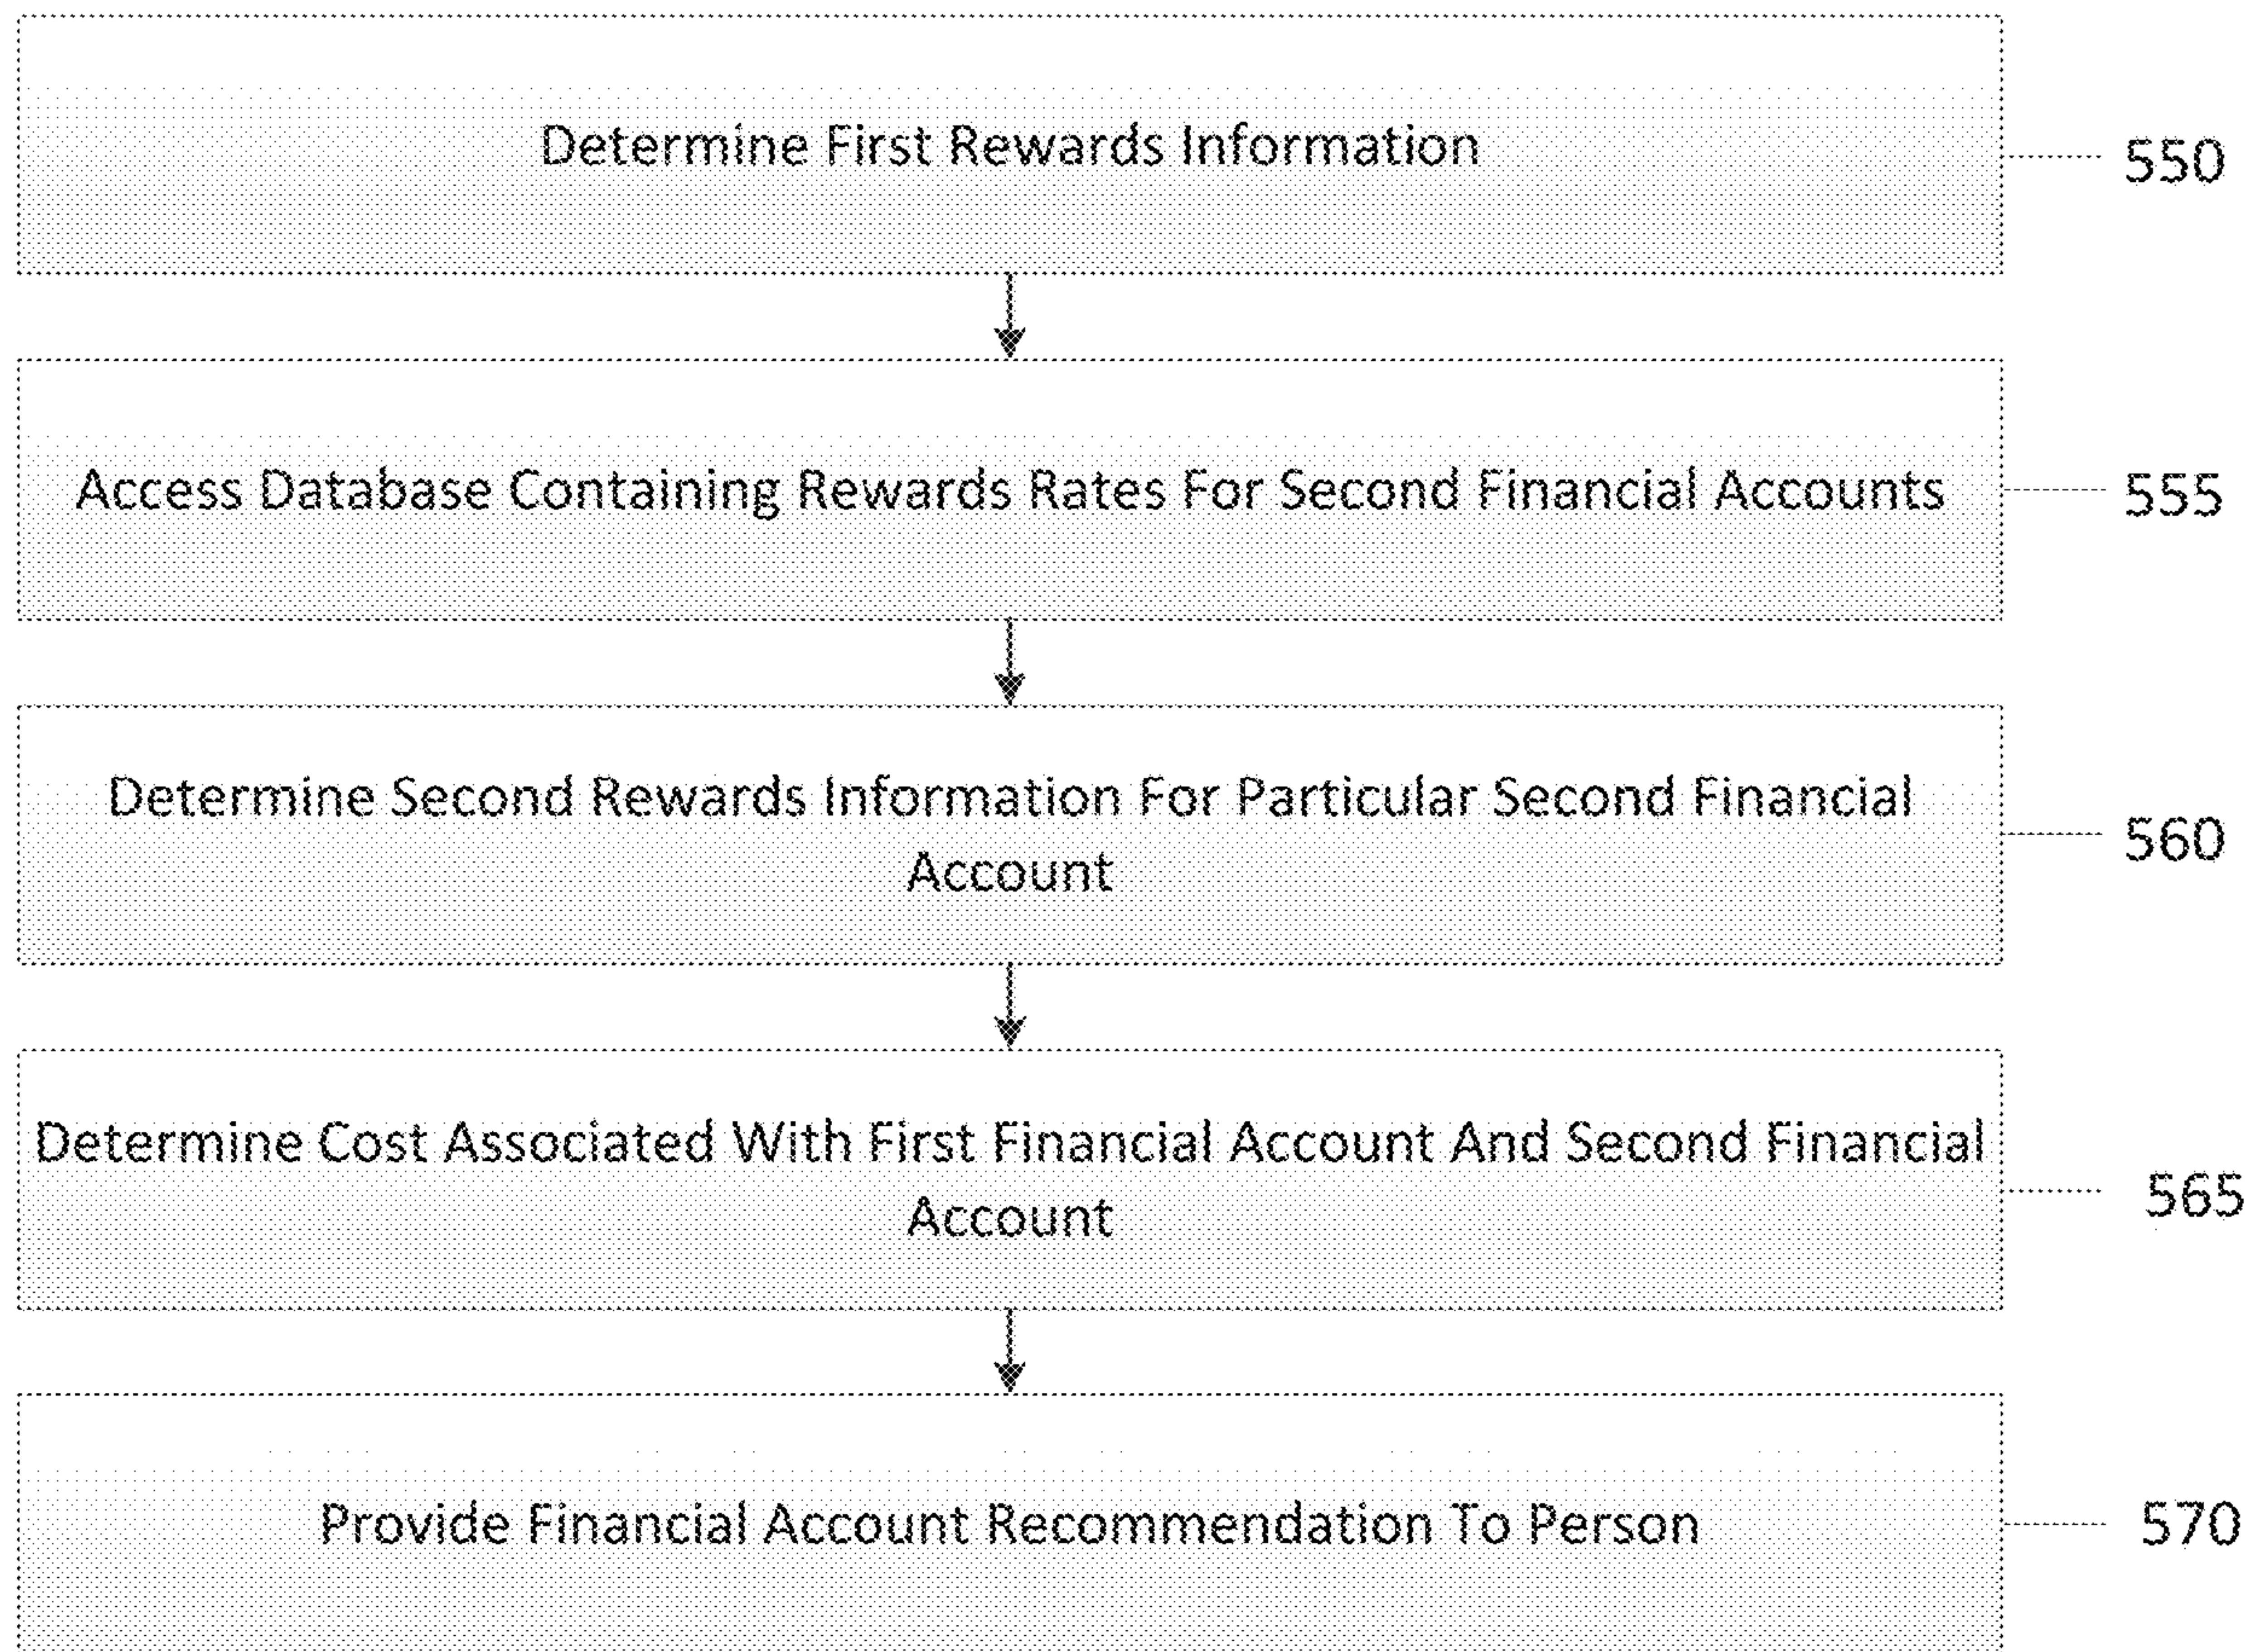 Determine First Rewards Information
550
Access Database Containing Rewards Rates For Second Financial Accounts
555
Determine Second Rewards Information For Particular Second Financial
Account
560
Determine Cost Associated With First Financial Account And Second Financial
Account
565
Provide Financial Account Recommendation To Person
570